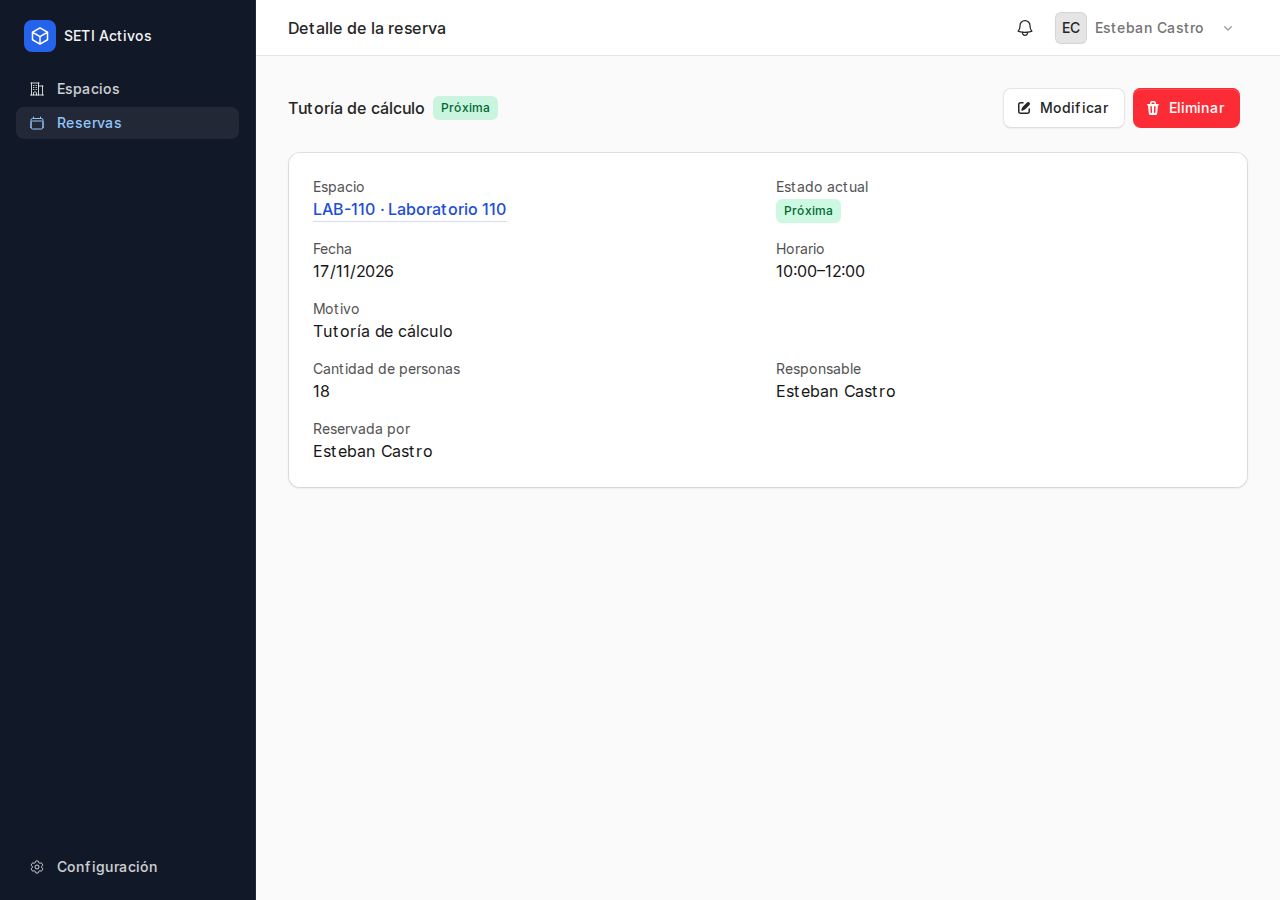 SETI Activos
Espacios
Reservas
Configuración
Detalle de la reserva
EC
Esteban Castro
Tutoría de cálculo
Próxima
Modificar
Eliminar
Espacio
LAB-110 · Laboratorio 110
Estado actual
Próxima
Fecha
17/11/2026
Horario
10:00–12:00
Motivo
Tutoría de cálculo
Cantidad de personas
18
Responsable
Esteban Castro
Reservada por
Esteban Castro